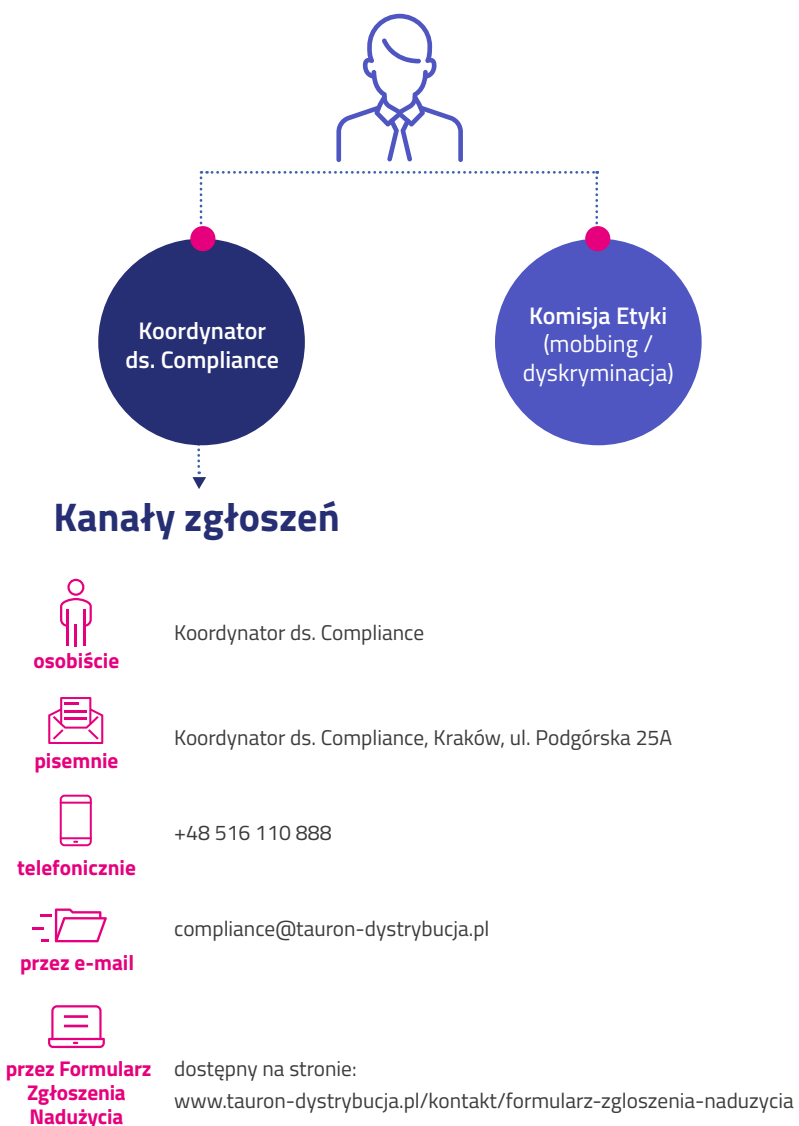 Koordynator
ds. Compliance
Komisja Etyki
(mobbing /
dyskryminacja)
Kanały zgłoszeń
osobiście
Koordynator ds. Compliance
pisemnie
Koordynator ds. Compliance, Kraków, ul. Podgórska 25A
telefonicznie
+48 516 110 888
przez e-mail
compliance@tauron-dystrybucja.pl
przez Formularz
Zgłoszenia
Nadużycia
dostępny na stronie:
www.tauron-dystrybucja.pl/kontakt/formularz-zgloszenia-naduzycia